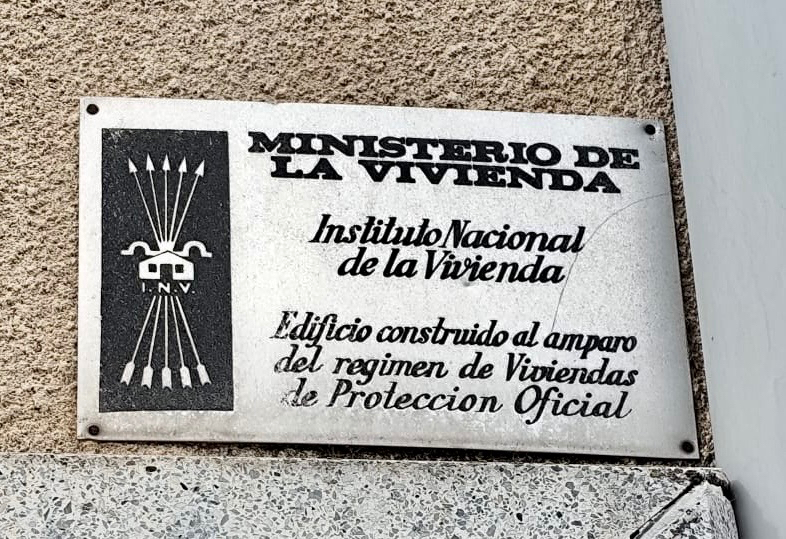 I.N.V
MINISTERIO DE
LA VIVIENDA
Instituto Nacional
de la Vivienda
Edificio construido al amparo
del regimen de Viviendas
de Proteccion Oficial